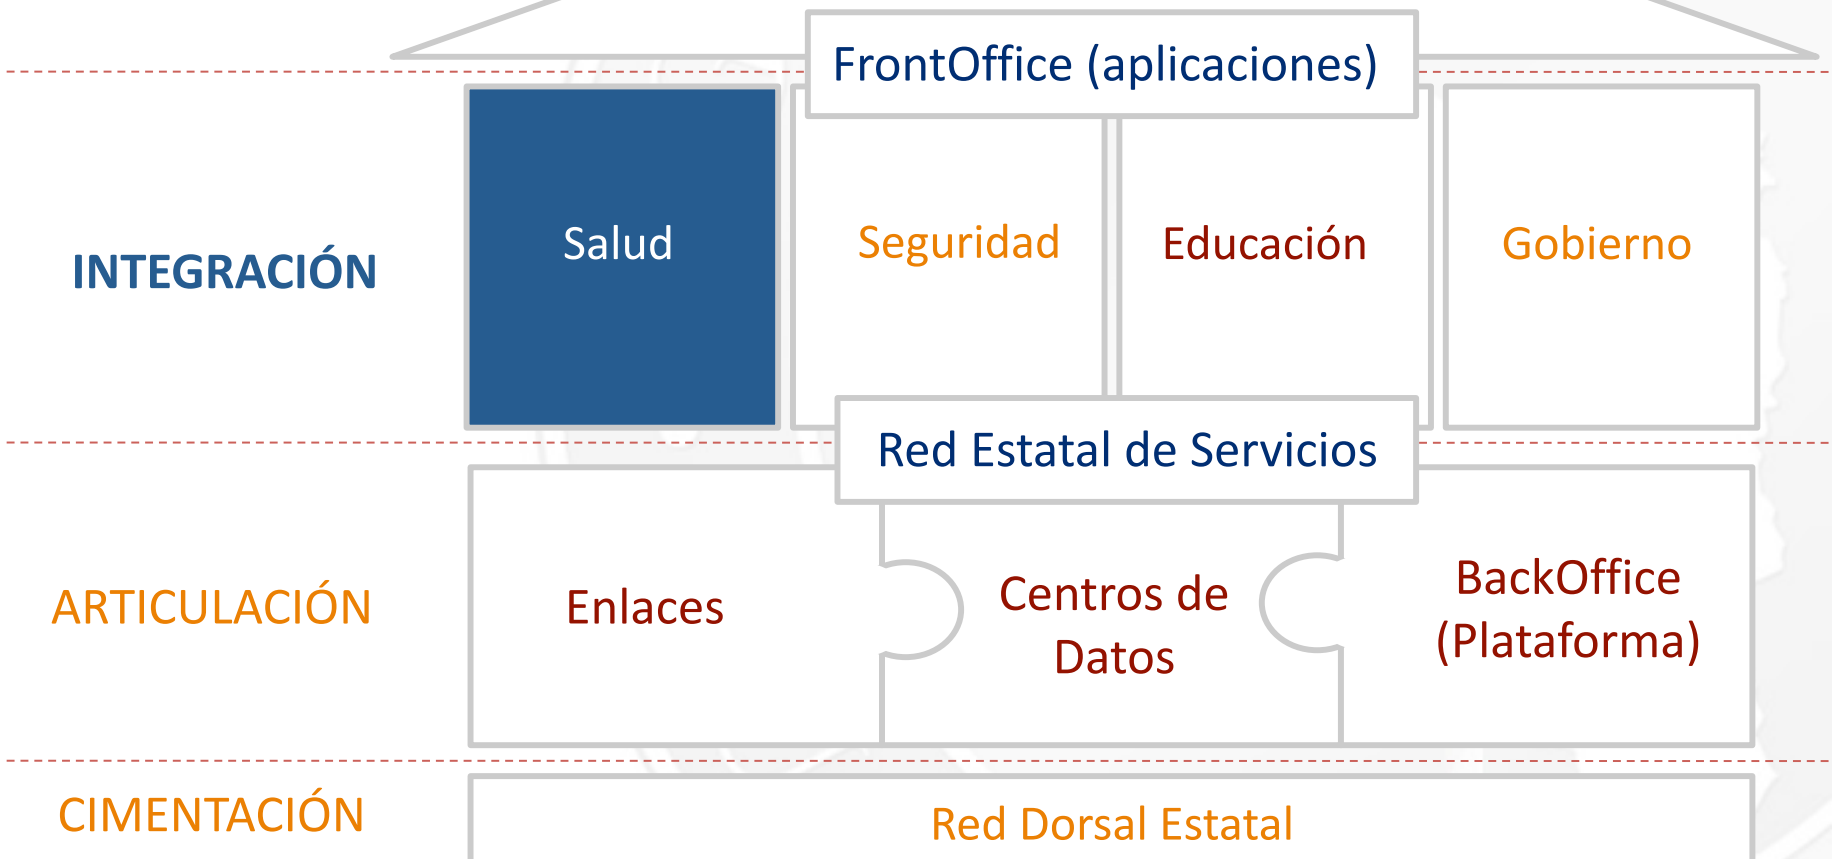 FrontOffice (aplicaciones)
INTEGRACIÓN
Salud
Seguridad
Educación
Gobierno
Red Estatal de Servicios
ARTICULACIÓN
Enlaces
Centros de
Datos
BackOffice
(Plataforma)
CIMENTACIÓN
Red Dorsal Estatal